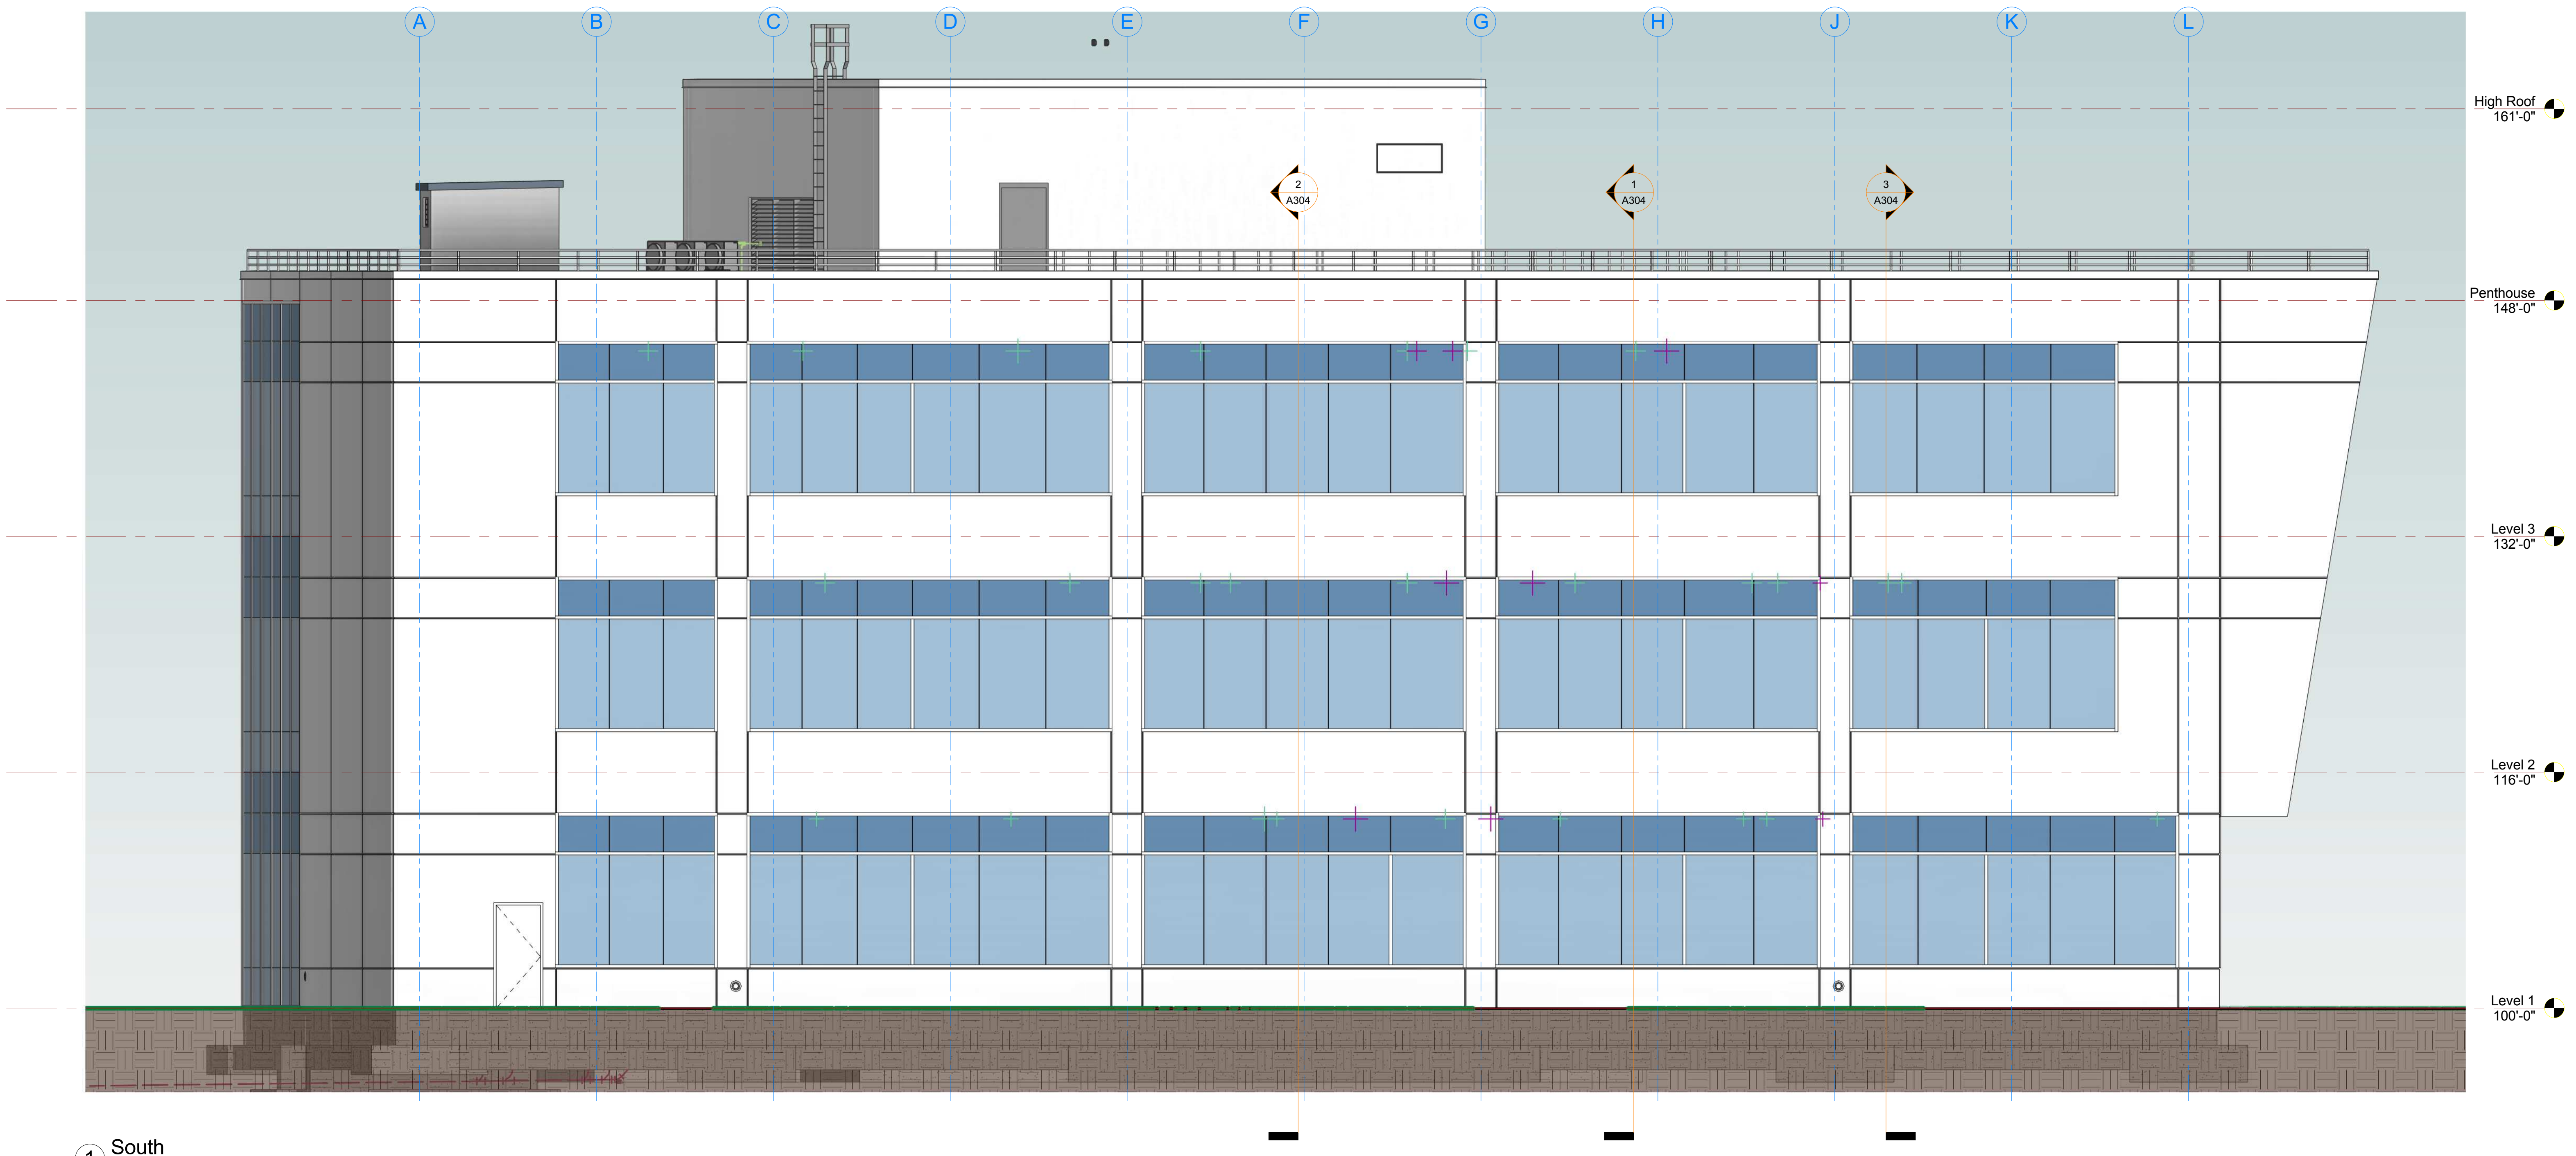 A B C D E F G H J K L
High Roof
161'-0"
2
A304
1
A304
3
A304
Penthouse
148'-0"
Level 3
132'-0"
Level 2
116'-0"
Level 1
100'-0"
1 South